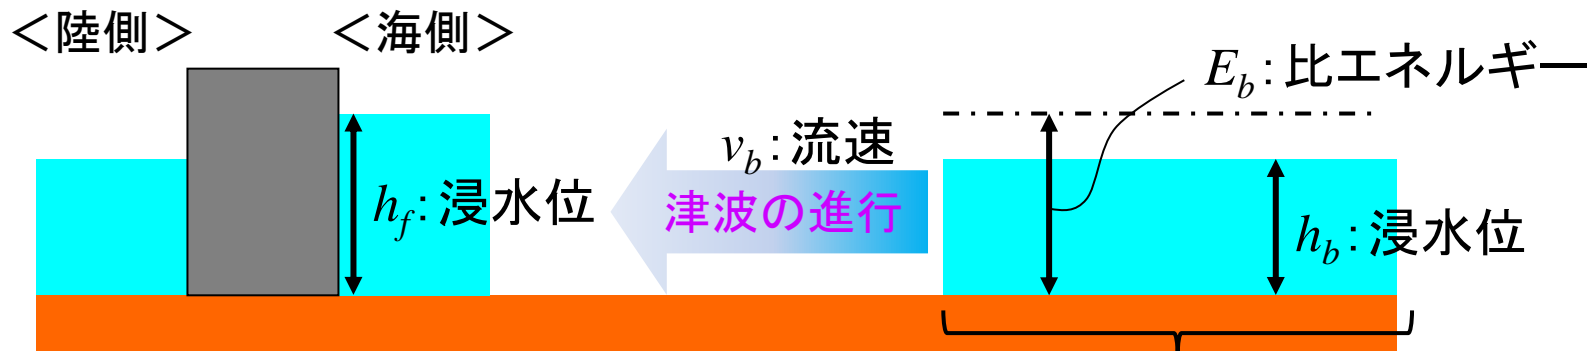 <陸側>
<海側>
E_b:比エネルギー
v_b:流速
津波の進行
h_f:浸水位
h_b:浸水位